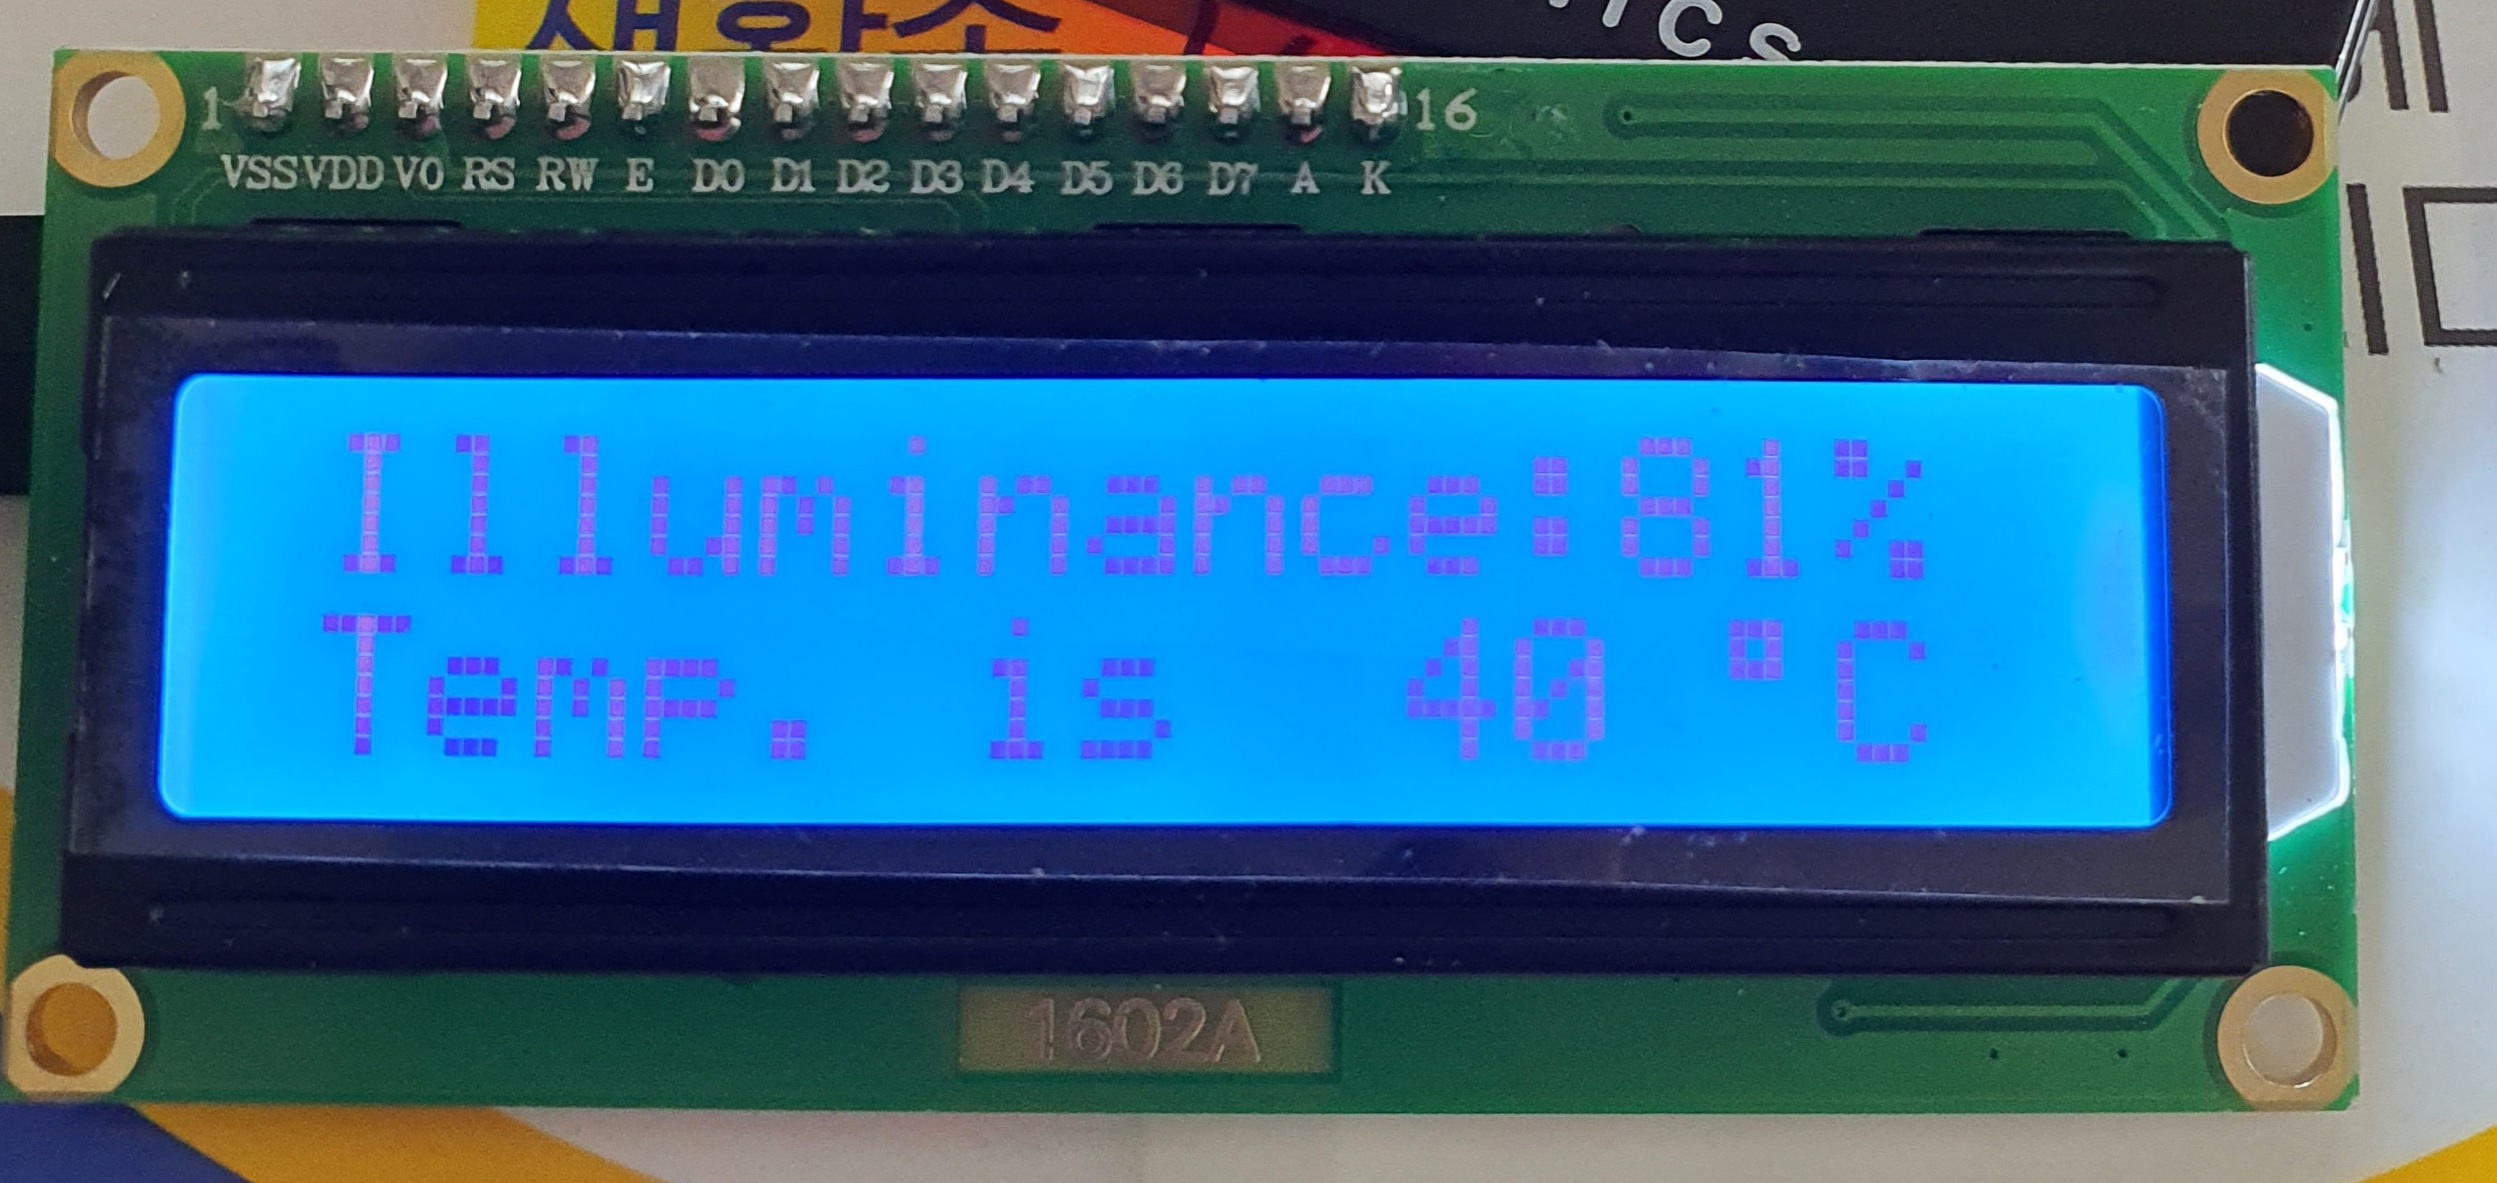 1 16
VSS VDD V0 RS RW E D0 D1 D2 D3 D4 D5 D6 D7 A K
Illuminance:81%
Temp. is 40 °C
1602A